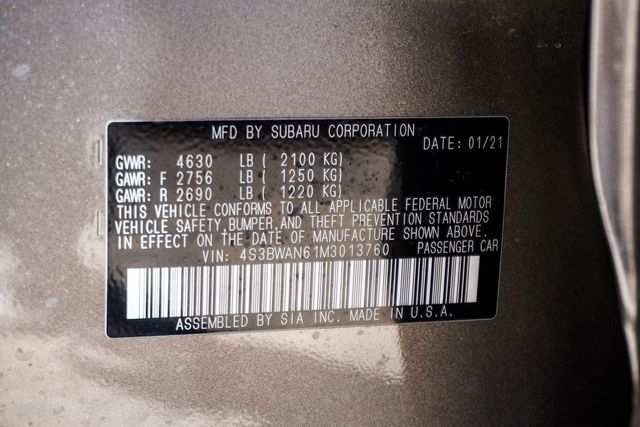 MFD BY SUBARU CORPORATION
DATE: 01/21
GVWR: 4630 LB ( 2100 KG)
GAWR: F 2756 LB ( 1250 KG)
GAWR: R 2690 LB ( 1220 KG)
THIS VEHICLE CONFORMS TO ALL APPLICABLE FEDERAL MOTOR
VEHICLE SAFETY,BUMPER,AND THEFT PREVENTION STANDARDS
IN EFFECT ON THE DATE OF MANUFACTURE SHOWN ABOVE.
VIN: 4S3BWAN61M3013760 PASSENGER CAR
ASSEMBLED BY SIA INC. MADE IN U.S.A.